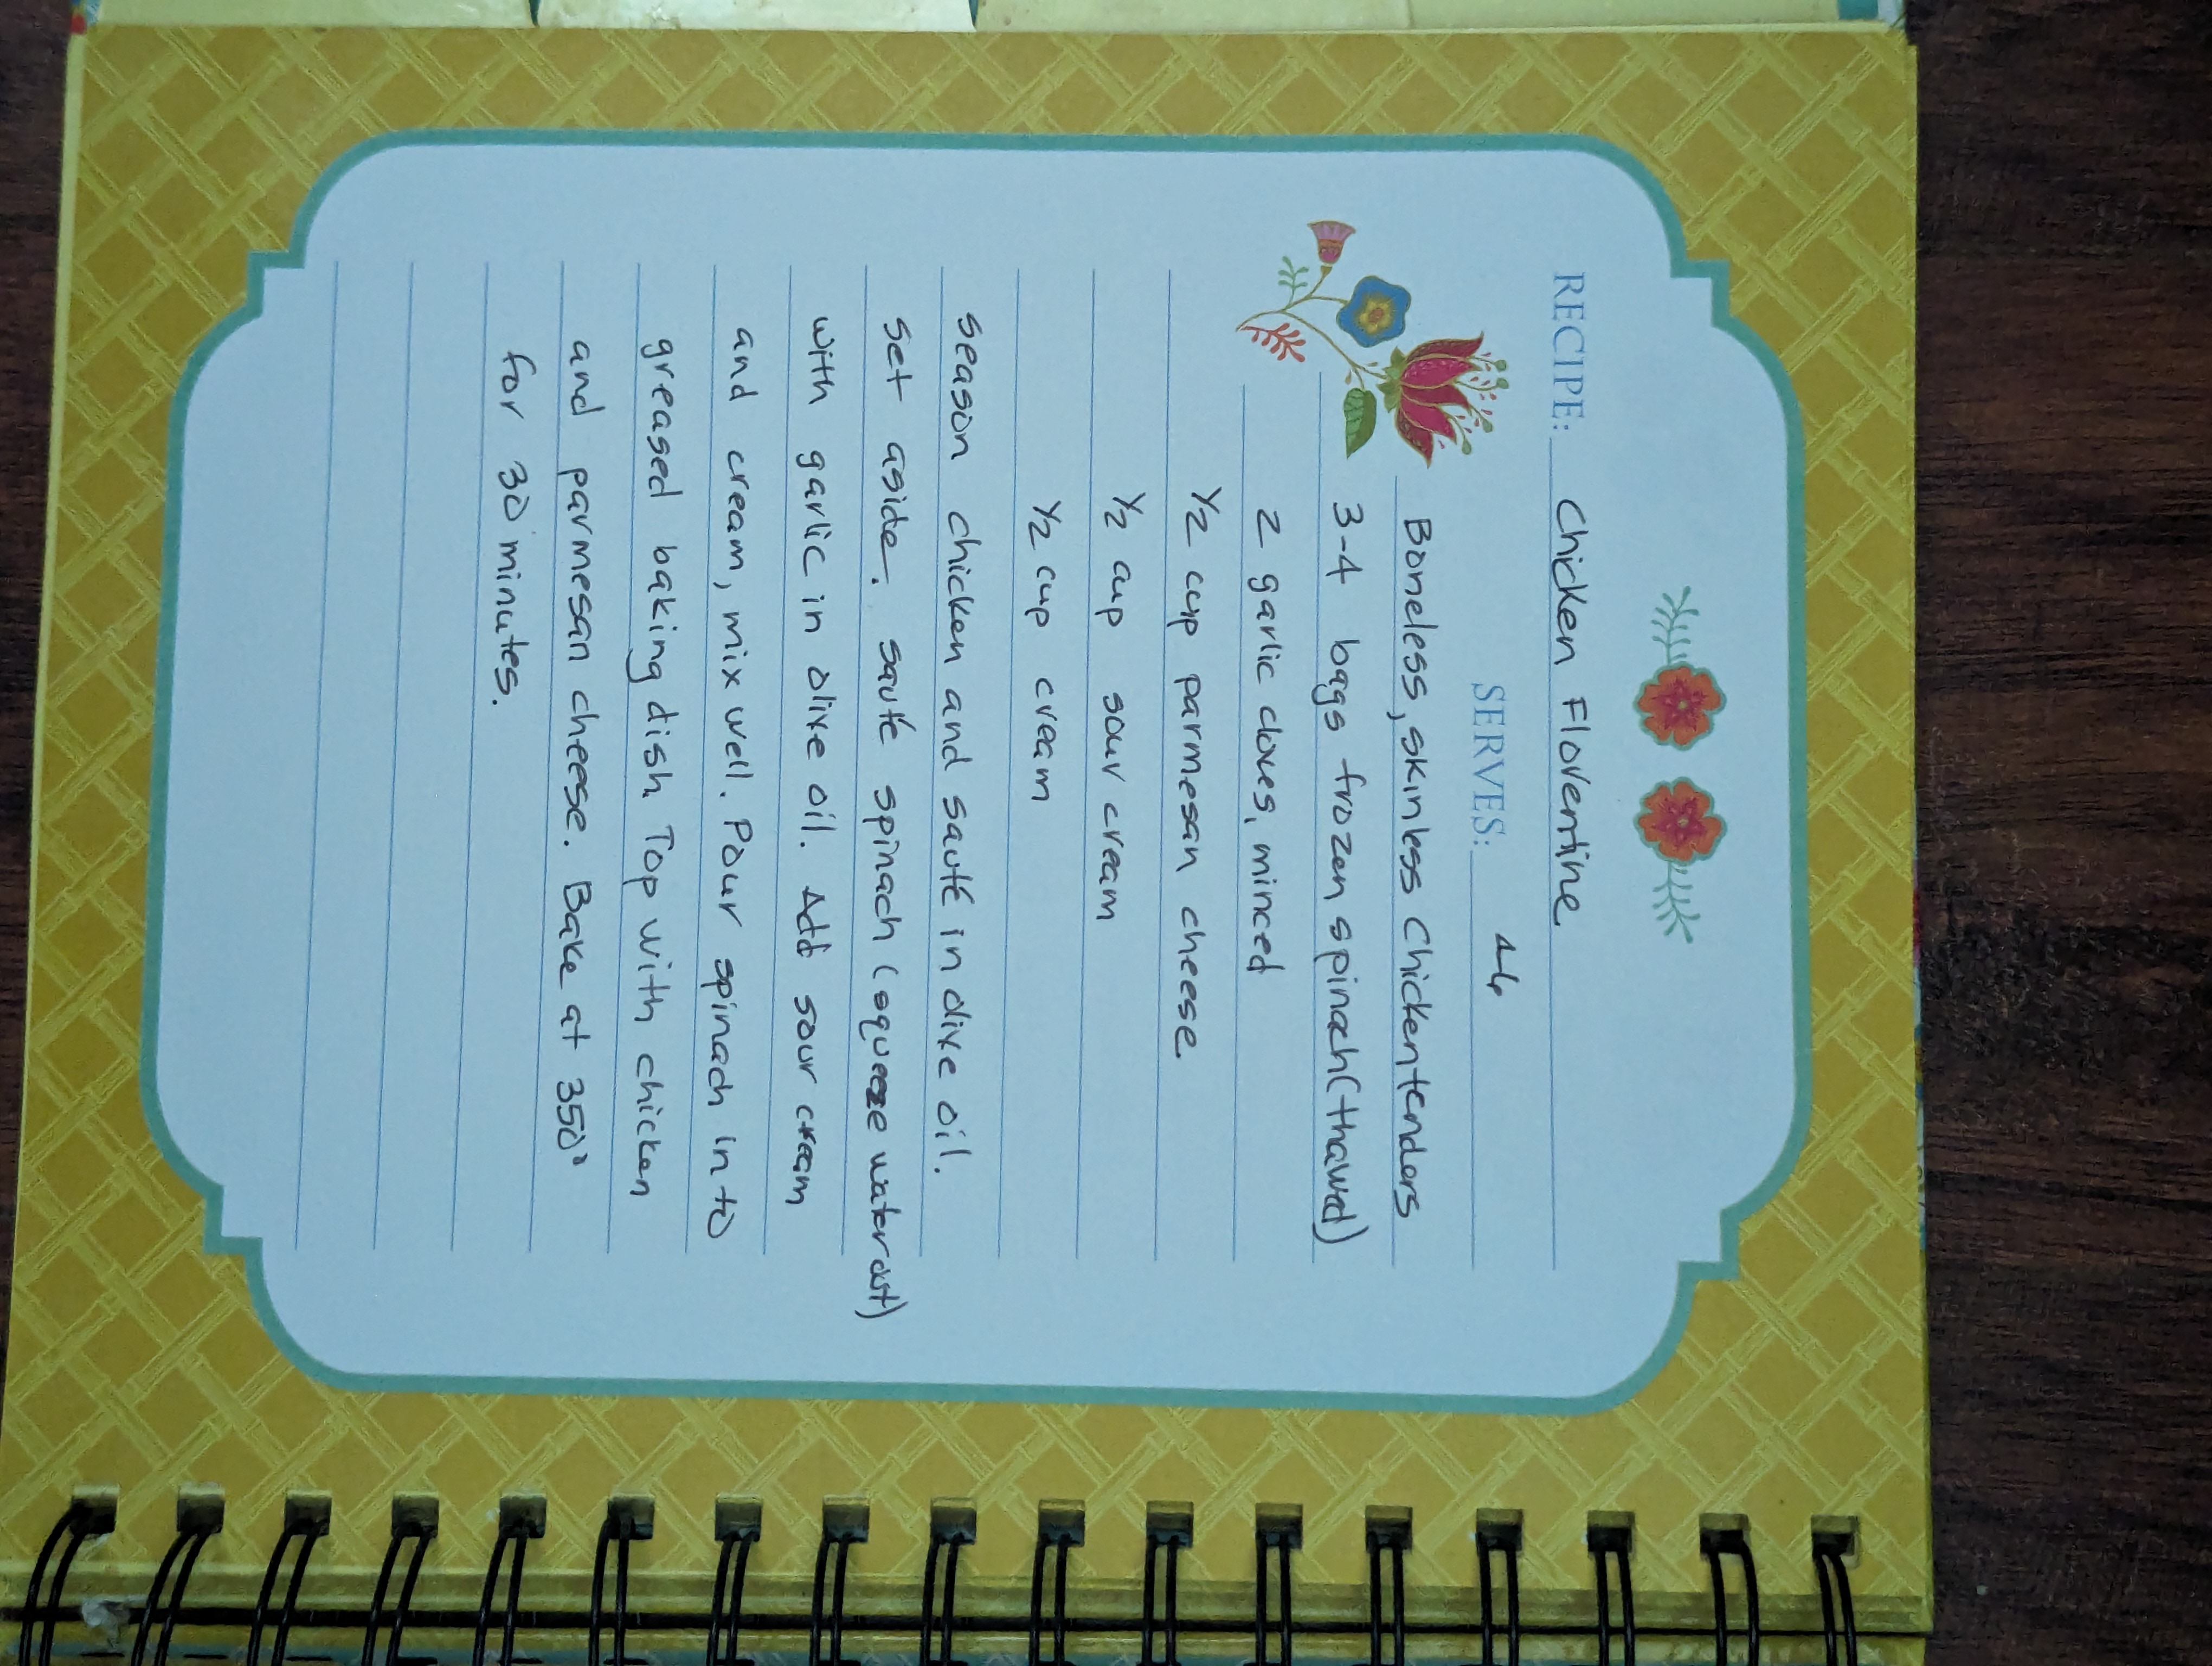 RECIPE: Chicken Florentine
SERVES: 4-6
Boneless, skinless Chicken tenders
3-4 bags frozen spinach (thawed)
2 garlic cloves, minced
1/2 cup parmesan cheese
1/2 cup sour cream
1/2 cup cream
season chicken and sauté in olive oil.
set aside. sauté spinach (squeeze water out)
with garlic in olive oil. Add sour cream
and cream, mix well. Pour spinach in to
greased baking dish. Top with chicken
and parmesan cheese. Bake at 350°
for 30 minutes.